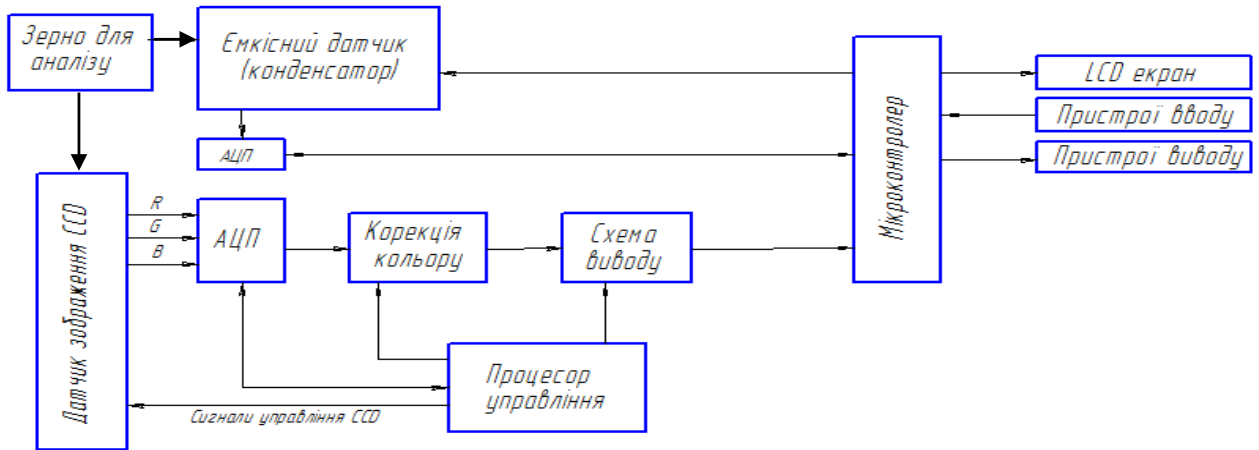 Зерно для
аналізу
Ємкісний датчик
(конденсатор)
LCD екран
Пристрої вводу
Пристрої виводу
АЦП
Мікроконтролер
Датчик зображення CCD
R
G
B
АЦП
Корекція
кольору
Схема
виводу
Процесор
управління
Сигнали управління CCD